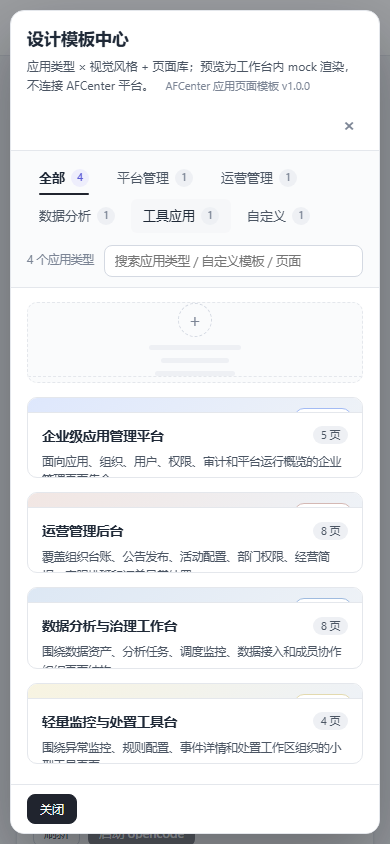 设计模板中心
应用类型 × 视觉风格 + 页面库；预览为工作台内 mock 渲染，
不连接 AFCenter 平台。 AFCenter 应用页面模板 v1.0.0
×
全部 4 平台管理 1 运营管理 1
数据分析 1 工具应用 1 自定义 1
4 个应用类型 搜索应用类型 / 自定义模板 / 页面
+
企业级应用管理平台 5 页
面向应用、组织、用户、权限、审计和平台运行概览的企业
运营管理后台 8 页
覆盖组织台账、公告发布、活动配置、部门权限、经营简
数据分析与治理工作台 8 页
围绕数据资产、分析任务、调度监控、数据接入和成员协作
轻量监控与处置工具台 4 页
围绕异常监控、规则配置、事件详情和处置工作区组织的小
关闭
刷新 启动 opencode